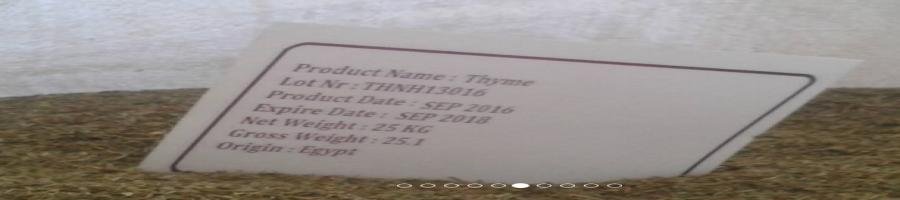 Product Name : Thyme
Lot Nr : THNH13016
Product Date : SEP 2016
Expire Date : SEP 2018
Net Weight : 25 KG
Gross Weight : 25.1
Origin : Egypt